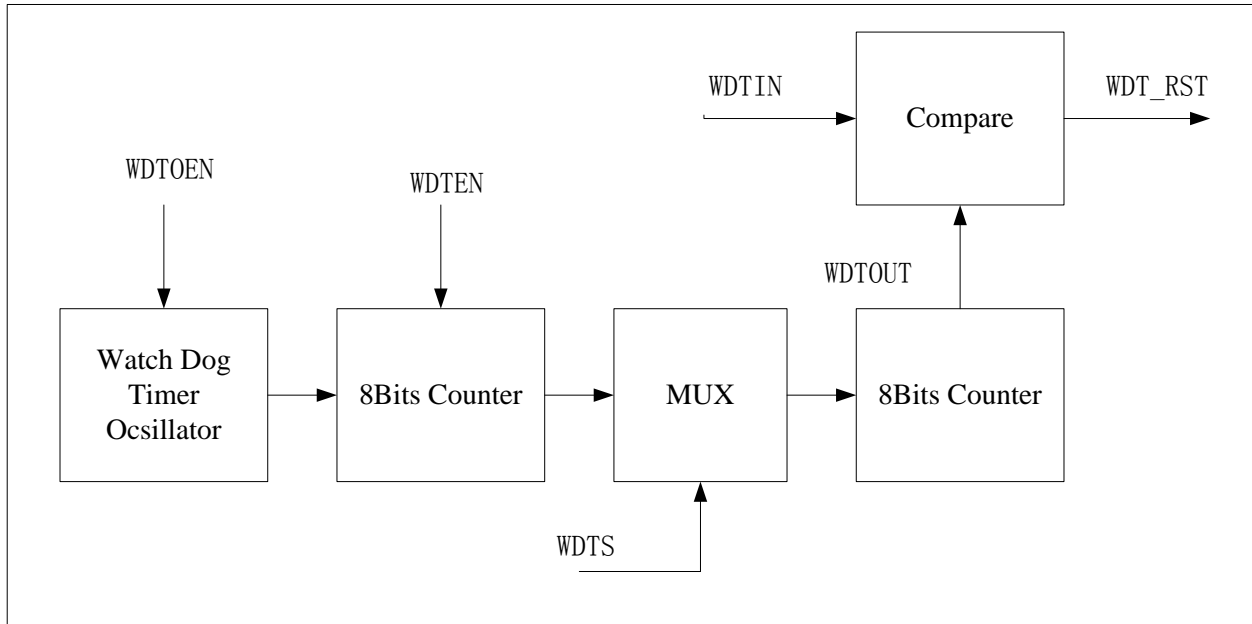 WDTIN
Compare
WDT_RST
WDTOEN
WDTEN
WDTOUT
Watch Dog
Timer
Ocsillator
8Bits Counter
MUX
8Bits Counter
WDTS